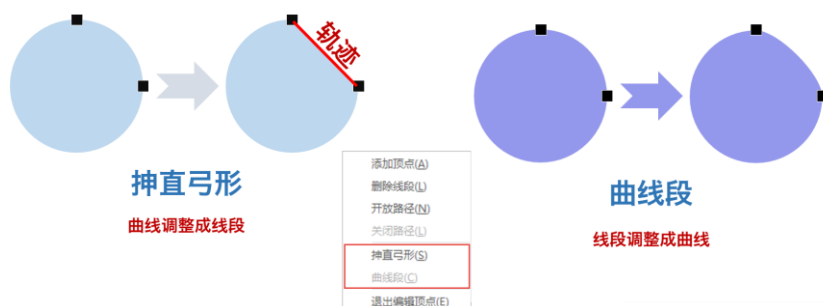 轨迹
抻直弓形
曲线调整成线段
添加顶点(A)
删除线段(L)
开放路径(N)
关闭路径(L)
抻直弓形(S)
曲线段(C)
退出编辑顶点(E)
曲线段
线段调整成曲线